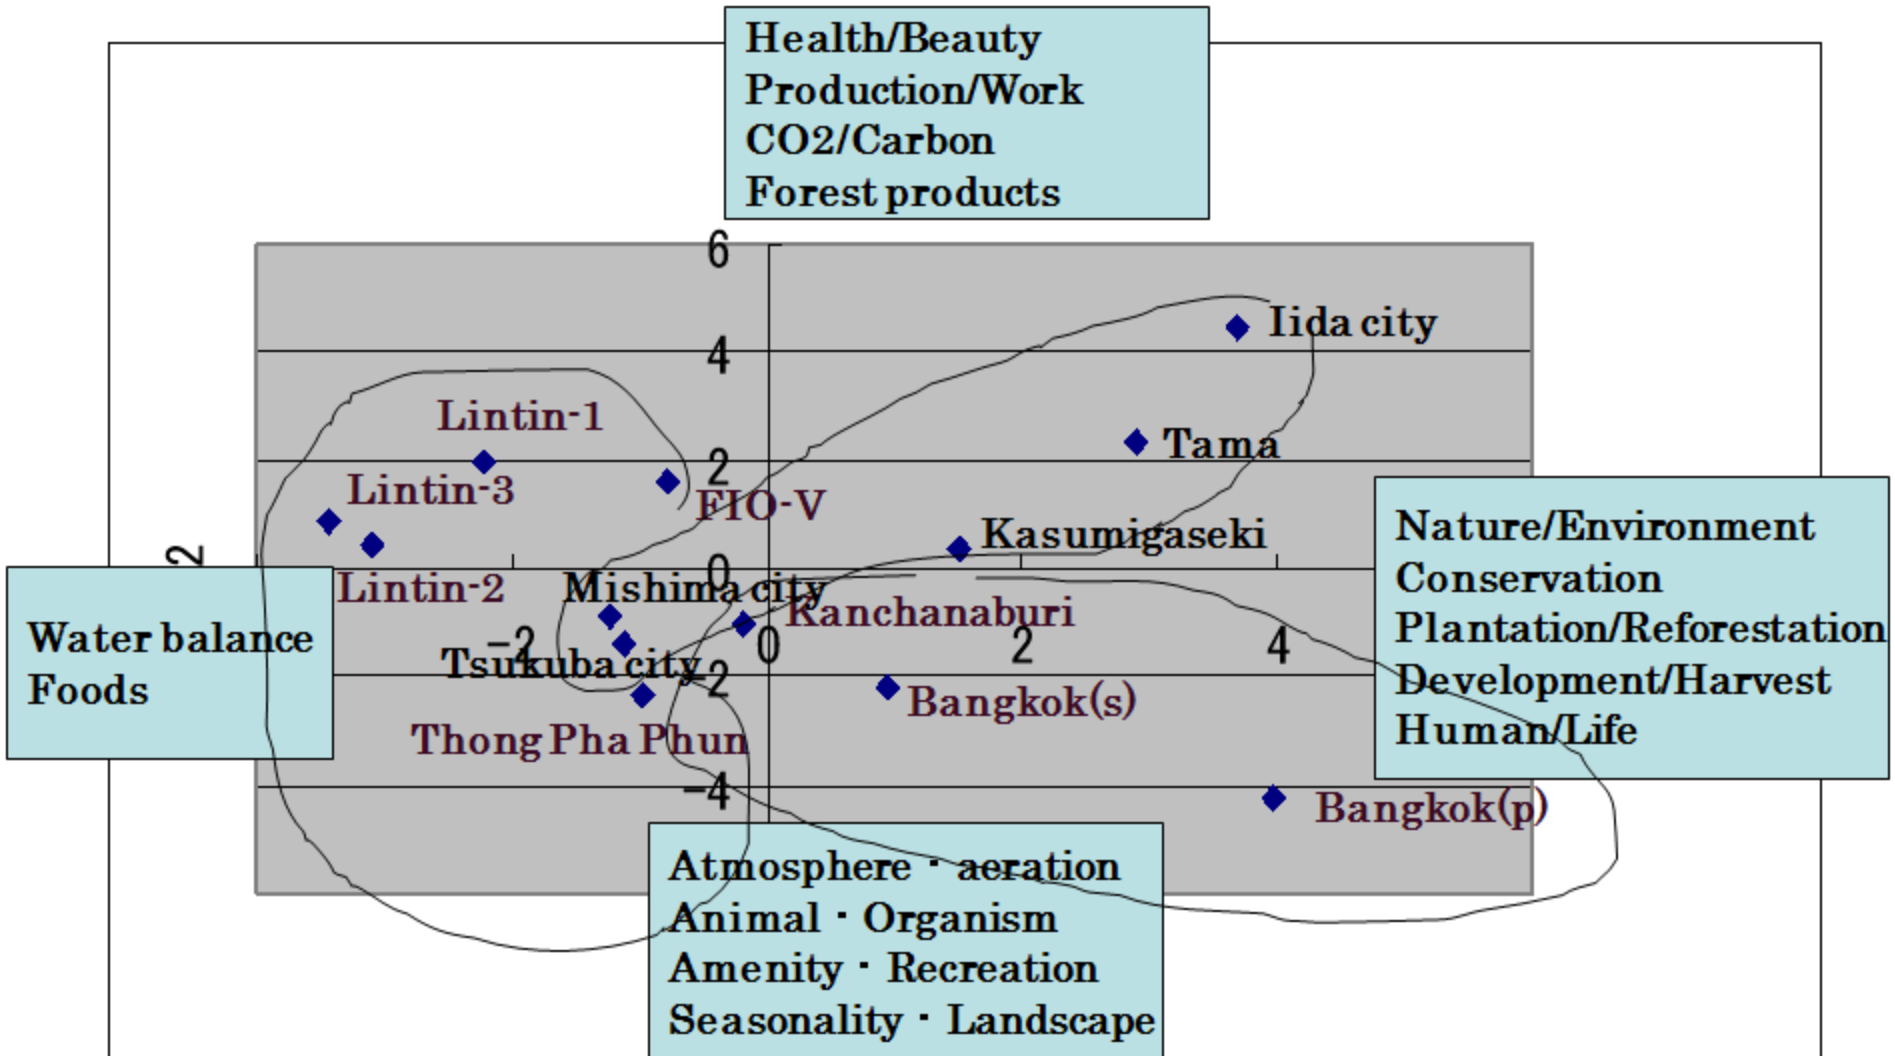 Health/Beauty
Production/Work
CO2/Carbon
Forest products
6
Iida city
4
Lintin-1
Tama
2
Lintin-3
FIO-V
Kasumigaseki
2
0
Lintin-2
Mishima city
Kanchanaburi
-2
0
2
4
Tsukuba city
-2
Bangkok(s)
Thong Pha Phun
-4
Bangkok(p)
Water balance
Foods
Nature/Environment
Conservation
Plantation/Reforestation
Development/Harvest
Human/Life
Atmosphere・aeration
Animal・Organism
Amenity・Recreation
Seasonality・Landscape